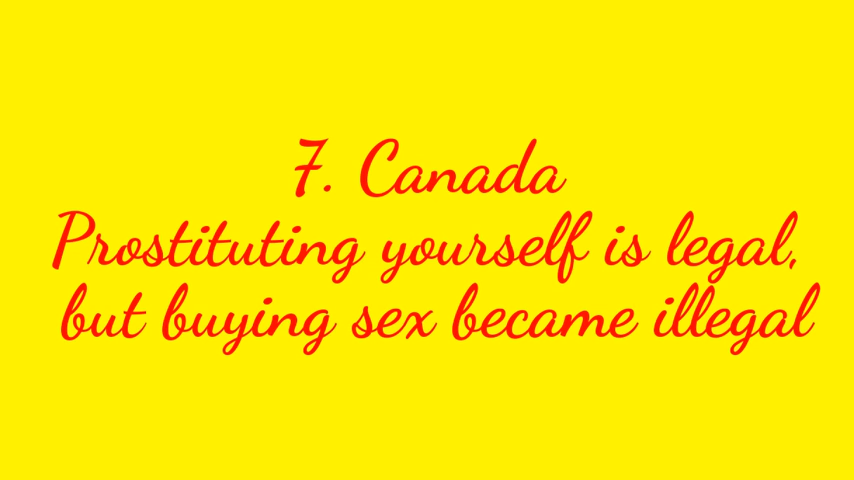 7. Canada
Prostituting yourself is legal,
but buying sex became illegal